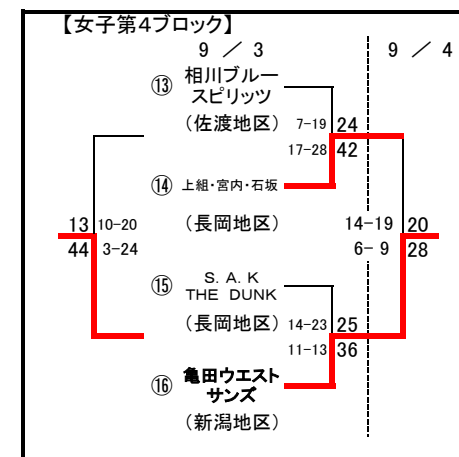 【女子第4ブロック】
9 ／ 3
9 ／ 4
⑬ 相川ブルー
スピリッツ
(佐渡地区) 7-19 24
17-28 42
⑭ 上組・宮内・石坂
13 10-20 (長岡地区) 14-19 20
44 3-24 6- 9 28
⑮ S. A. K
THE DUNK
(長岡地区) 14-23 25
11-13 36
⑯ 亀田ウエスト
サンズ
(新潟地区)